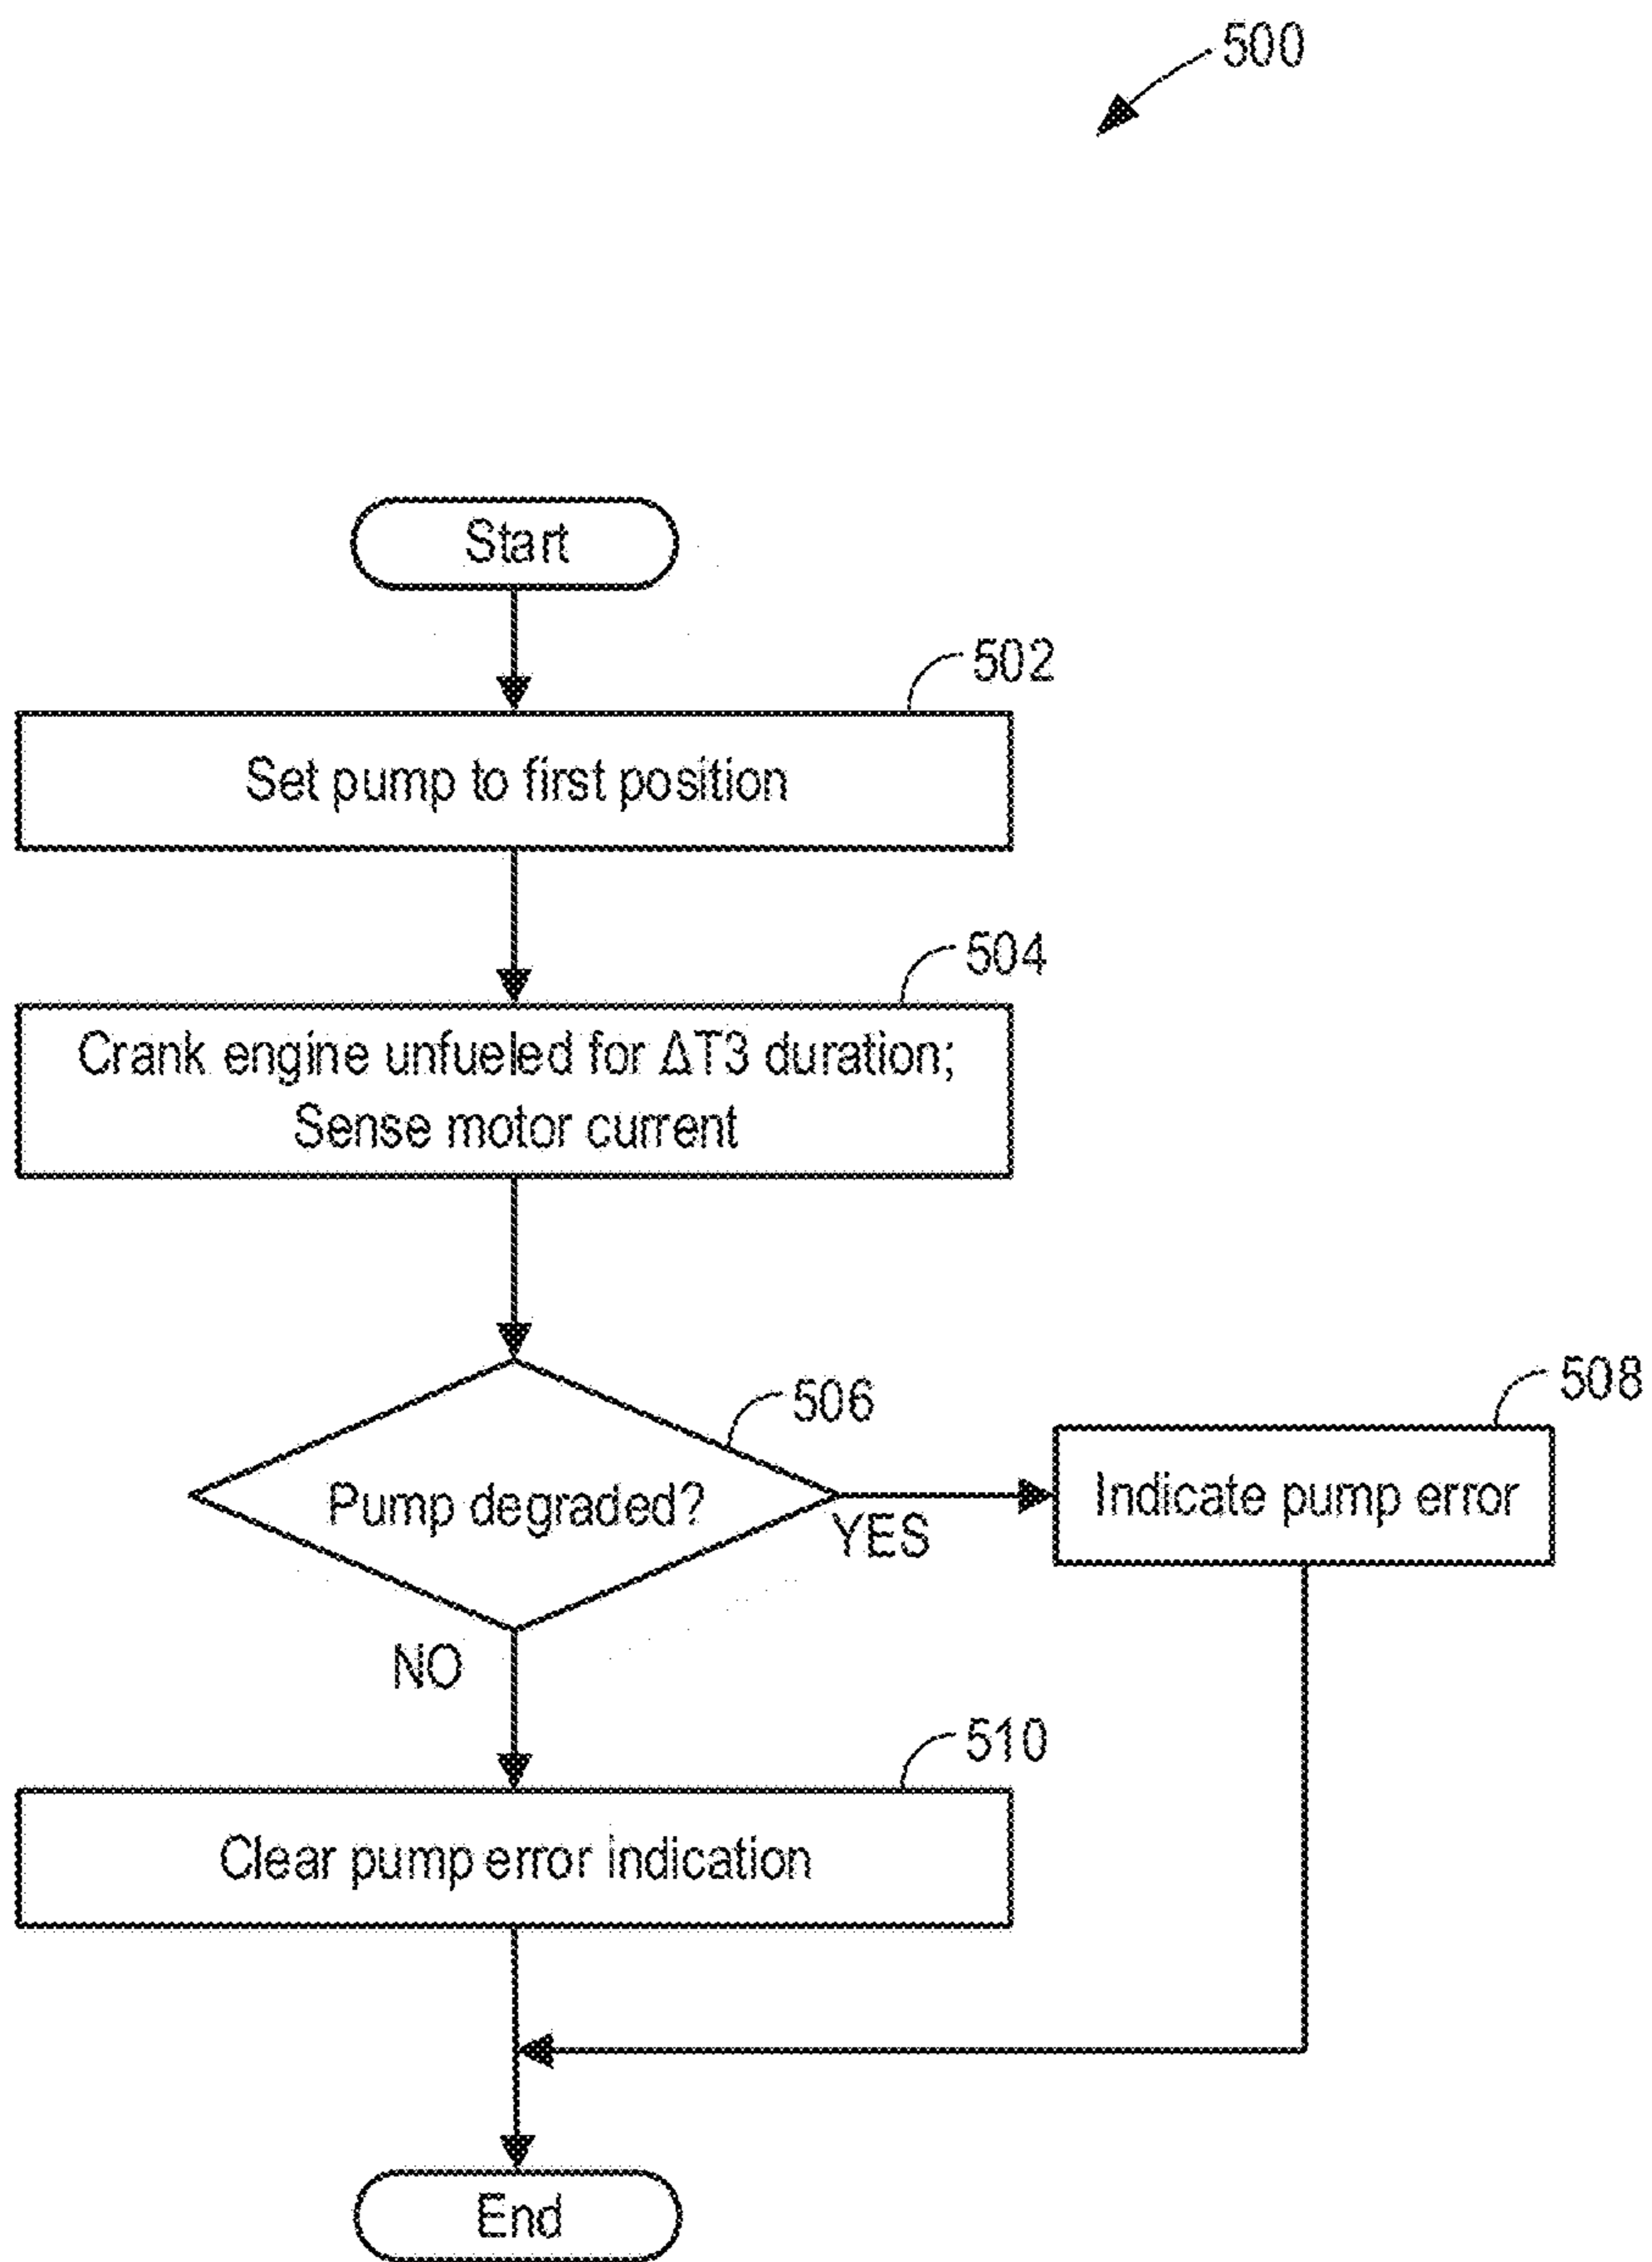 500
Start
502
Set pump to first position
504
Crank engine unfueled for ΔT3 duration;
Sense motor current
506
Pump degraded?
YES
508
Indicate pump error
NO
510
Clear pump error indication
End